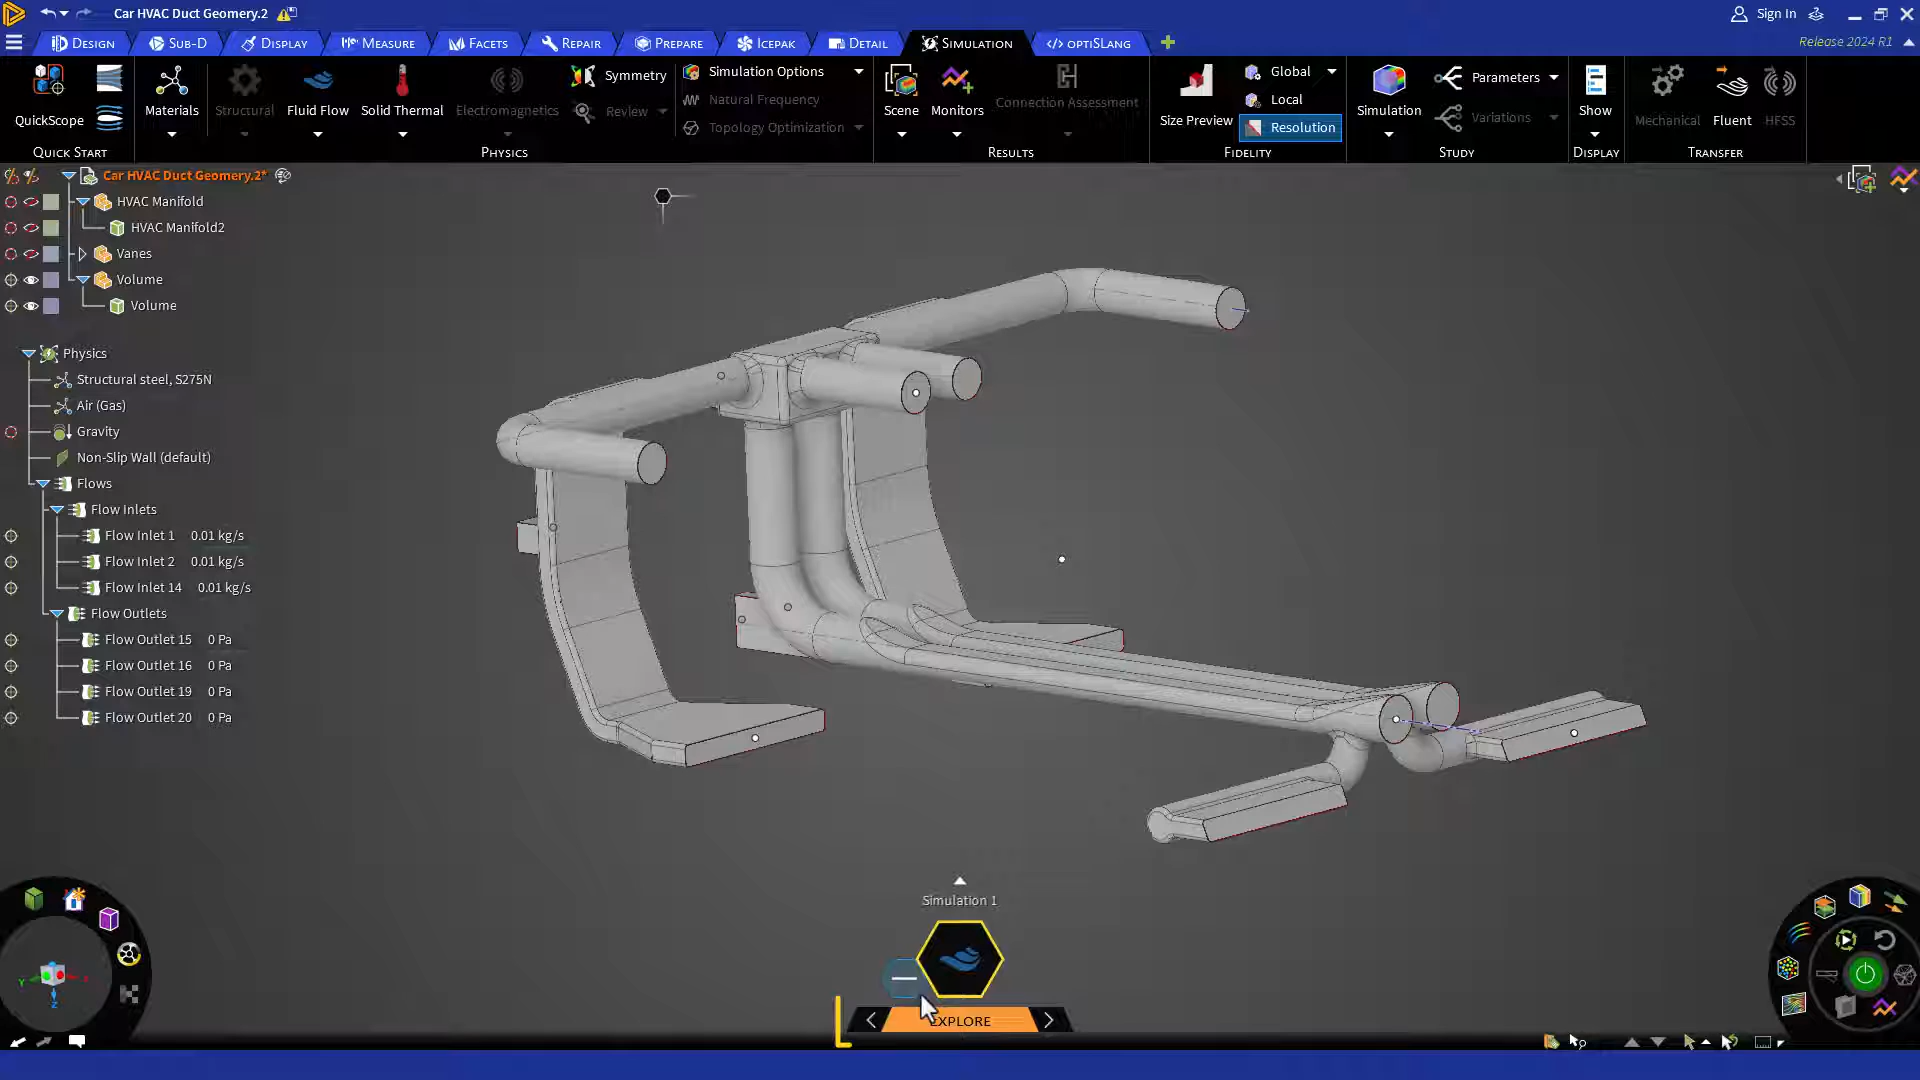 Car HVAC Duct Geometry.2
Sign In
DESIGN
SUB-D
DISPLAY
MEASURE
FACETS
REPAIR
PREPARE
ICEPAK
DETAIL
SIMULATION
OPTISLANG
Release 2024 R1
QuickScope
Materials
Structural
Fluid Flow
Solid Thermal
Electromagnetics
Symmetry
Review
Simulation Options
Natural Frequency
Topology Optimization
Scene
Monitors
Connection Assessment
Size Preview
Global
Local
Resolution
Simulation
Parameters
Variations
Show
Mechanical
Fluent
HFSS
QUICK START
PHYSICS
RESULTS
FIDELITY
STUDY
DISPLAY
TRANSFER
Car HVAC Duct Geometry.2*
HVAC Manifold
HVAC Manifold2
Vanes
Volume
Volume
Physics
Structural steel, S275N
Air (Gas)
Gravity
Non-Slip Wall (default)
Flows
Flow Inlets
Flow Inlet 1 0.01 kg/s
Flow Inlet 2 0.01 kg/s
Flow Inlet 14 0.01 kg/s
Flow Outlets
Flow Outlet 15 0 Pa
Flow Outlet 16 0 Pa
Flow Outlet 19 0 Pa
Flow Outlet 20 0 Pa
Simulation 1
EXPLORE
Y
X
Z